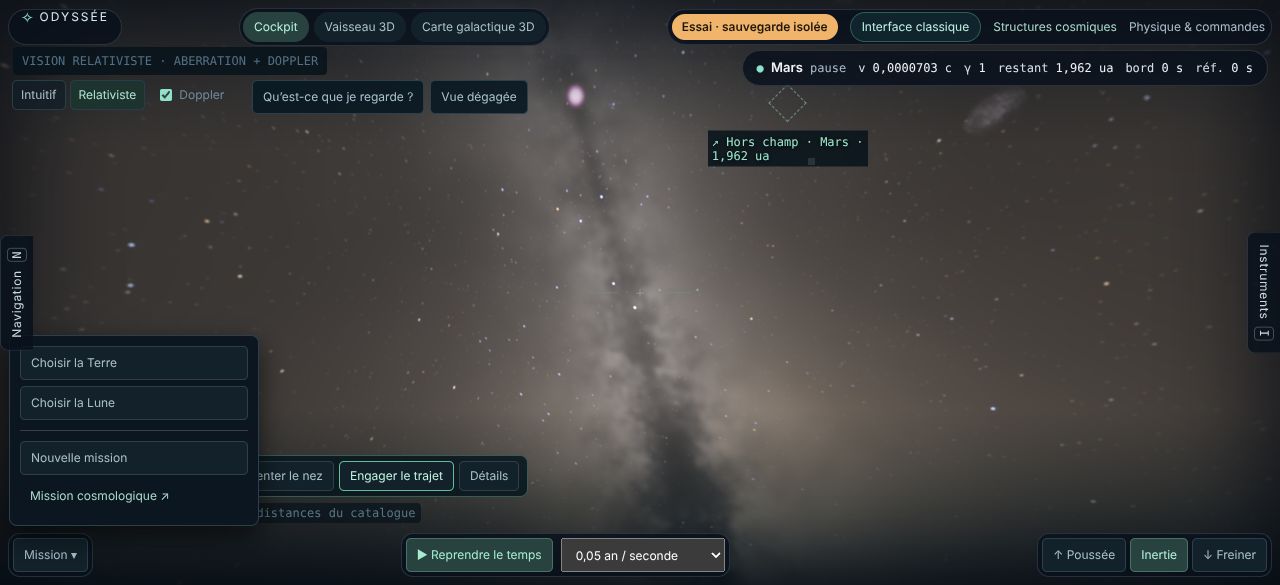 ✧ ODYSSÉE
Cockpit Vaisseau 3D Carte galactique 3D
Essai · sauvegarde isolée Interface classique Structures cosmiques Physique & commandes
VISION RELATIVISTE · ABERRATION + DOPPLER
● Mars pause v 0,0000703 c γ 1 restant 1,962 ua bord 0 s réf. 0 s
Intuitif Relativiste Doppler Qu'est-ce que je regarde ? Vue dégagée
↗ Hors champ · Mars ·
1,962 ua
Navigation N
Instruments I
Choisir la Terre
Choisir la Lune
Nouvelle mission
Mission cosmologique ↗
enter le nez Engager le trajet Détails
distances du catalogue
Mission ▾
▶ Reprendre le temps 0,05 an / seconde
↑ Poussée Inertie ↓ Freiner